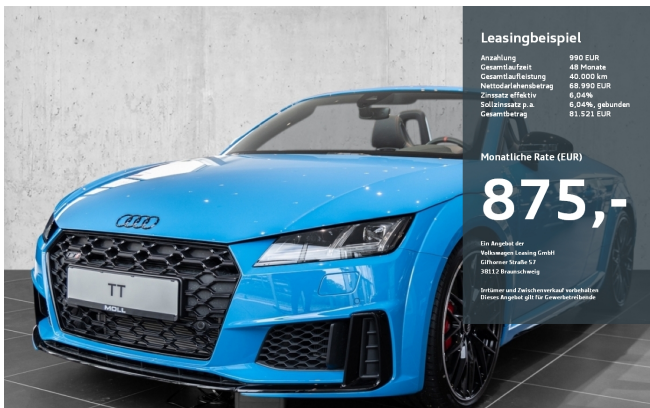 Leasingbeispiel
Anzahlung 990 EUR
Gesamtlaufzeit 48 Monate
Gesamtlaufleistung 40.000 km
Nettodarlehensbetrag 68.990 EUR
Zinssatz effektiv 6,04%
Sollzinssatz p.a. 6,04%, gebunden
Gesamtbetrag 81.521 EUR
Monatliche Rate (EUR)
875,-
Ein Angebot der
Volkswagen Leasing GmbH
Gifhorner Straße 57
38112 Braunschweig
Irrtümer und Zwischenverkauf vorbehalten
Dieses Angebot gilt für Gewerbetreibende
TT
MOLL